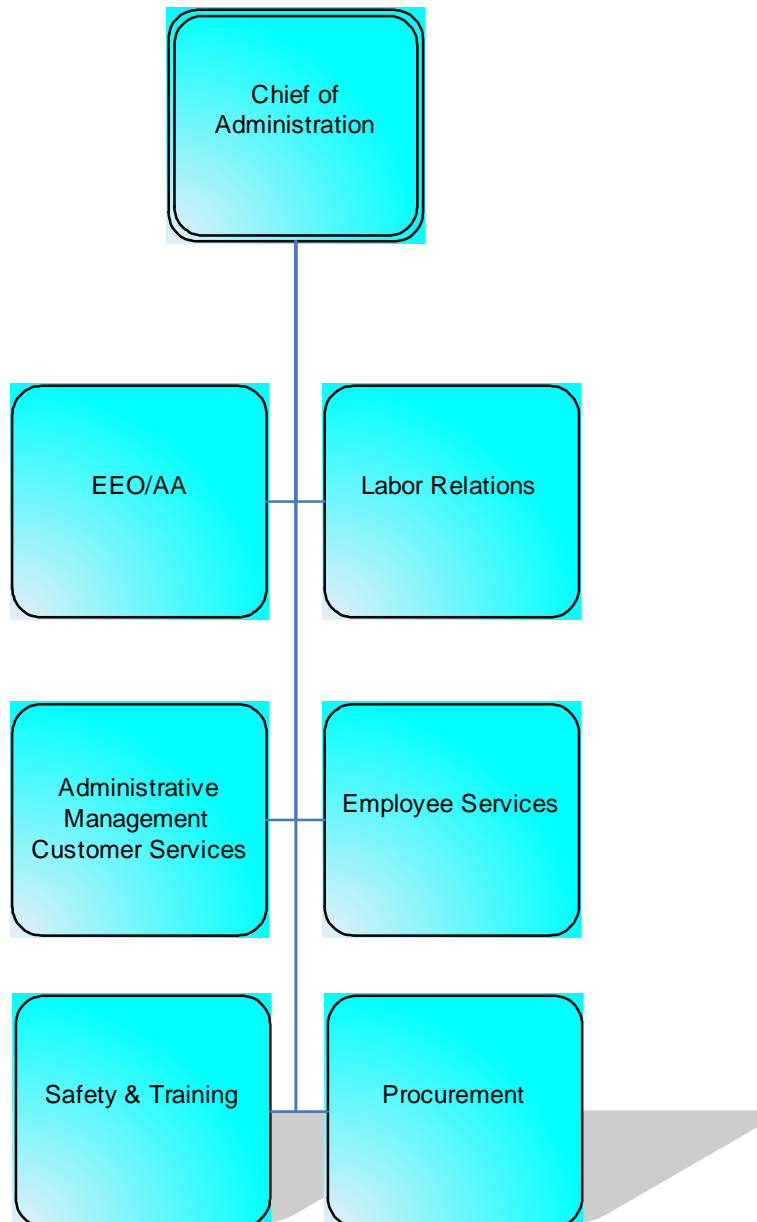 Chief of
Administration
EEO/AA
Labor Relations
Administrative
Management
Customer Services
Employee Services
Safety & Training
Procurement